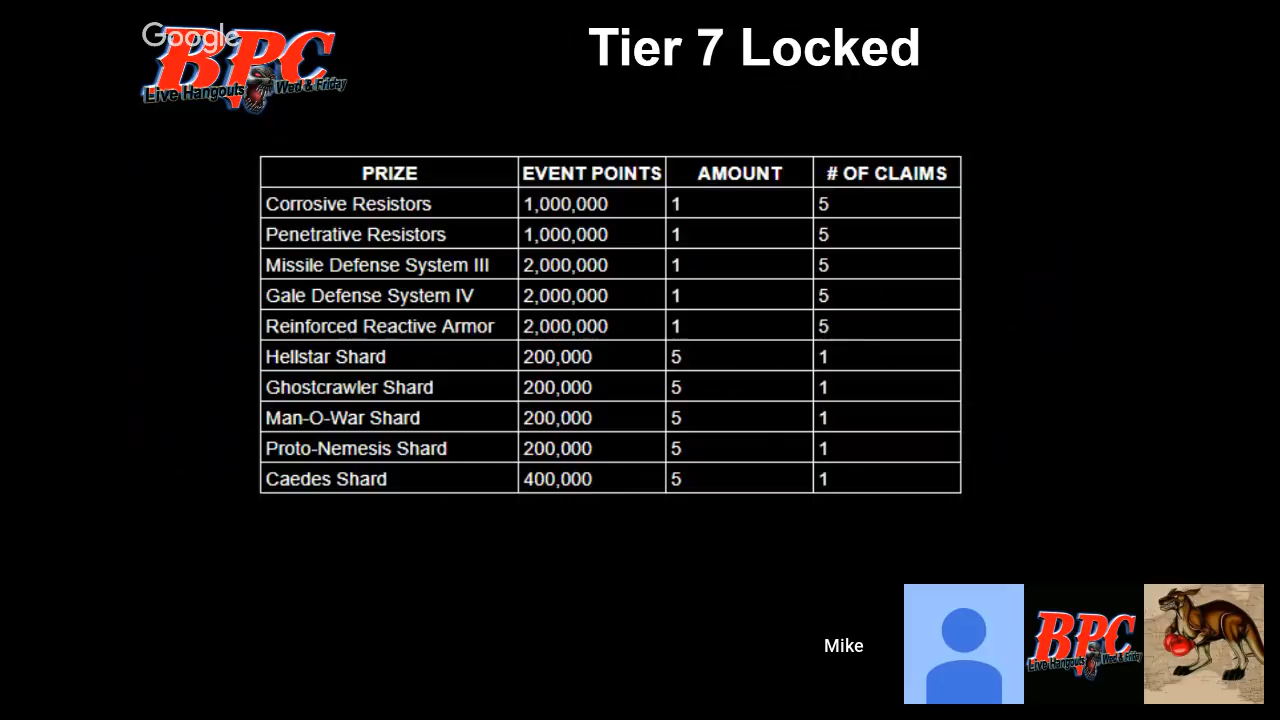 Google
BPC
Live Hangouts Wed & Friday
Tier 7 Locked
PRIZE EVENT POINTS AMOUNT # OF CLAIMS
Corrosive Resistors 1,000,000 1 5
Penetrative Resistors 1,000,000 1 5
Missile Defense System III 2,000,000 1 5
Gale Defense System IV 2,000,000 1 5
Reinforced Reactive Armor 2,000,000 1 5
Hellstar Shard 200,000 5 1
Ghostcrawler Shard 200,000 5 1
Man-O-War Shard 200,000 5 1
Proto-Nemesis Shard 200,000 5 1
Caedes Shard 400,000 5 1
Mike
BPC
Live Hangouts Wed & Friday